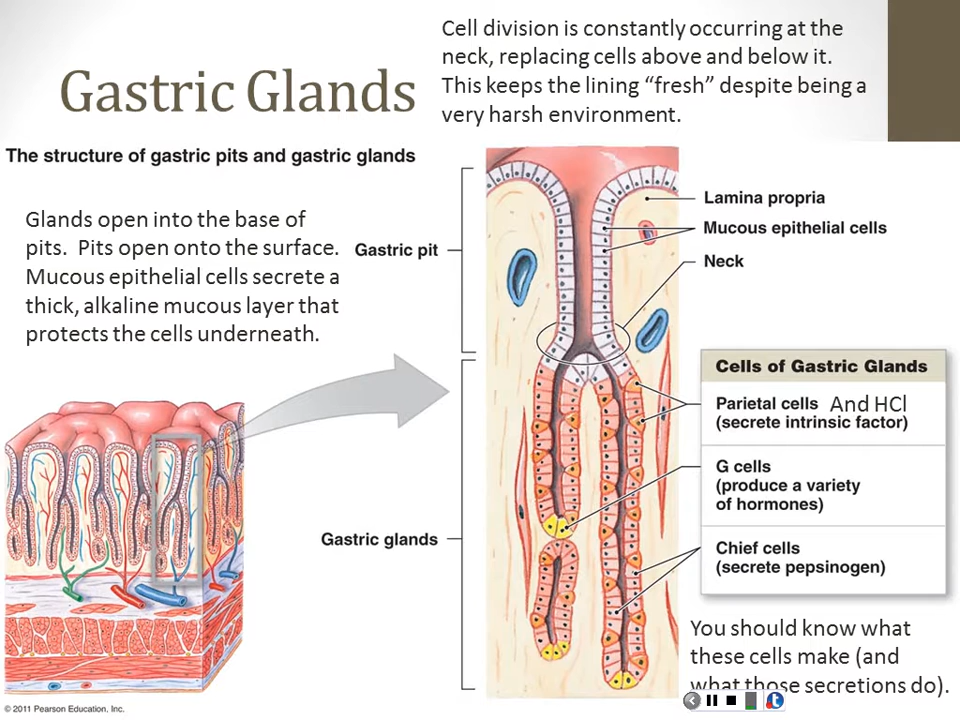 Cell division is constantly occurring at the
neck, replacing cells above and below it.
This keeps the lining “fresh” despite being a
very harsh environment.
Gastric Glands
The structure of gastric pits and gastric glands
Glands open into the base of
pits.  Pits open onto the surface.
Mucous epithelial cells secrete a
thick, alkaline mucous layer that
protects the cells underneath.
Gastric pit
Lamina propria
Mucous epithelial cells
Neck
Cells of Gastric Glands
Parietal cells And HCl
(secrete intrinsic factor)
G cells
(produce a variety
of hormones)
Chief cells
(secrete pepsinogen)
Gastric glands
You should know what
these cells make (and
what those secretions do).
© 2011 Pearson Education, Inc.